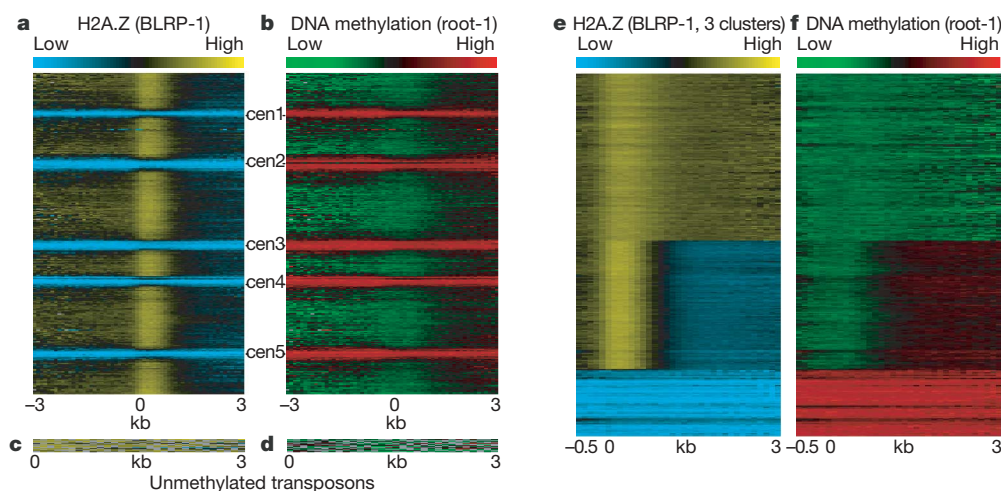 a H2A.Z (BLRP-1)
Low High
b DNA methylation (root-1)
Low High
cen1
cen2
cen3
cen4
cen5
−3 0 3
kb
−3 0 3
kb
c
0 kb 3
d
0 kb 3
Unmethylated transposons
e H2A.Z (BLRP-1, 3 clusters)
Low High
f DNA methylation (root-1)
Low High
−0.5 0 kb 3
−0.5 0 kb 3